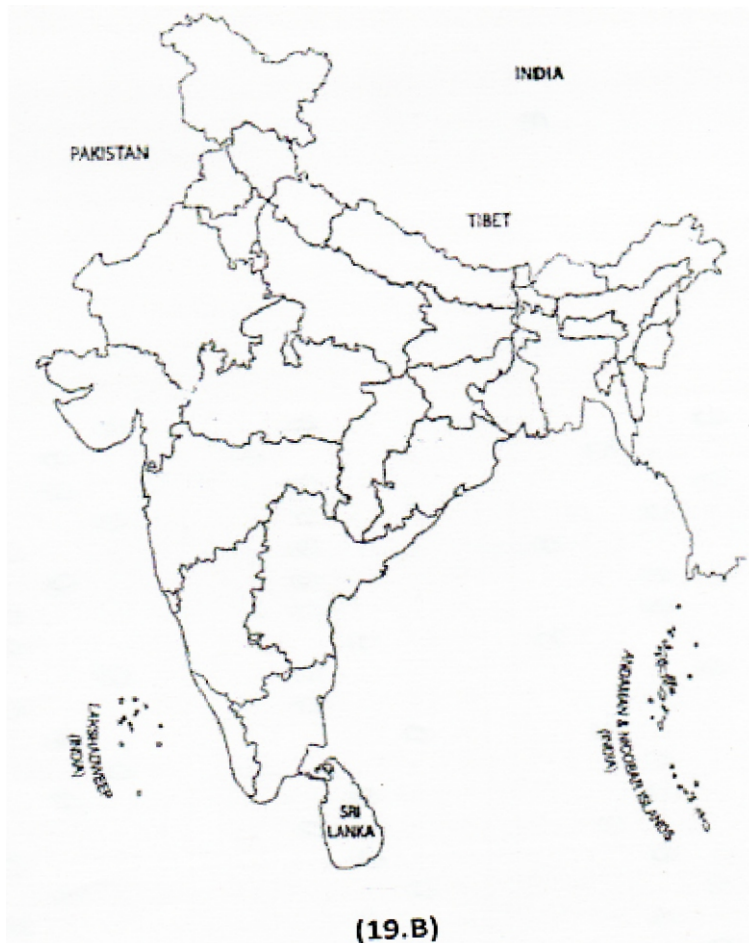 INDIA
PAKISTAN
TIBET
LAKSHADWEEP
(INDIA)
ANDAMAN & NICOBAR ISLANDS
(INDIA)
SRI
LANKA
(19.B)